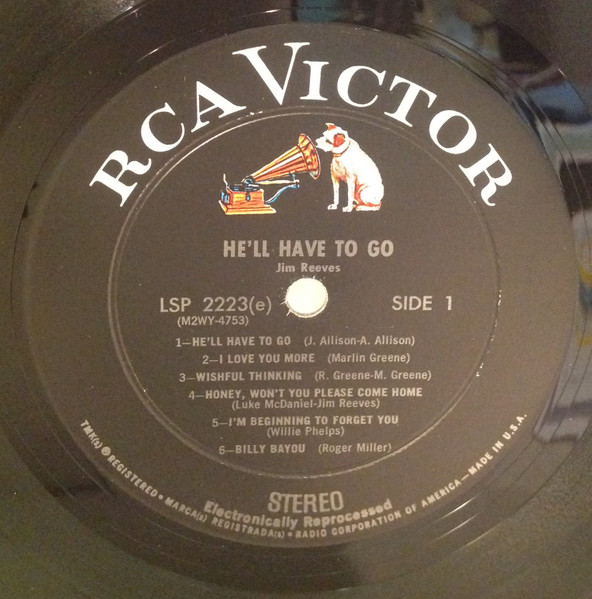 RCA VICTOR
HE'LL HAVE TO GO
Jim Reeves
LSP 2223(e)
(M2WY-4753)
SIDE 1
1—HE'LL HAVE TO GO (J. Allison-A. Allison)
2—I LOVE YOU MORE (Marlin Greene)
3—WISHFUL THINKING (R. Greene-M. Greene)
4—HONEY, WON'T YOU PLEASE COME HOME
(Luke McDaniel-Jim Reeves)
5—I'M BEGINNING TO FORGET YOU
(Willie Phelps)
6—BILLY BAYOU (Roger Miller)
STEREO
Electronically Reprocessed
TMK(s) ® REGISTERED • MARCA(s) REGISTRADA(s) • RADIO CORPORATION OF AMERICA—MADE IN U.S.A.